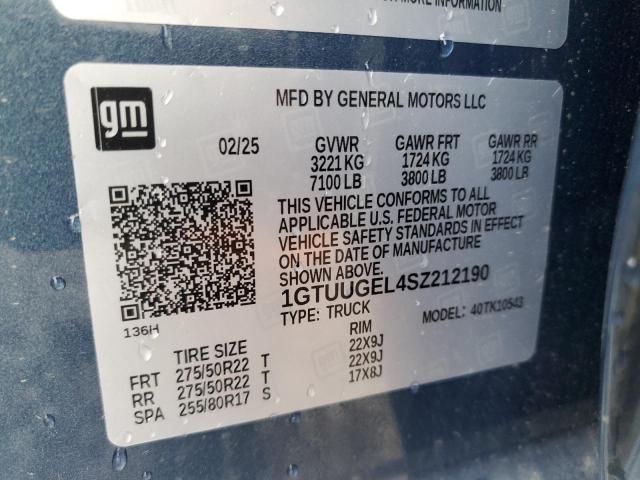 MORE INFORMATION
gm
MFD BY GENERAL MOTORS LLC
02/25 GVWR GAWR FRT GAWR RR
3221 KG 1724 KG 1724 KG
7100 LB 3800 LB 3800 LB
THIS VEHICLE CONFORMS TO ALL
APPLICABLE U.S. FEDERAL MOTOR
VEHICLE SAFETY STANDARDS IN EFFECT
ON THE DATE OF MANUFACTURE
SHOWN ABOVE.
1GTUUGEL4SZ212190
TYPE: TRUCK MODEL: 40TK10543
136H
TIRE SIZE RIM
FRT 275/50R22 T 22X9J
RR 275/50R22 T 22X9J
SPA 255/80R17 S 17X8J